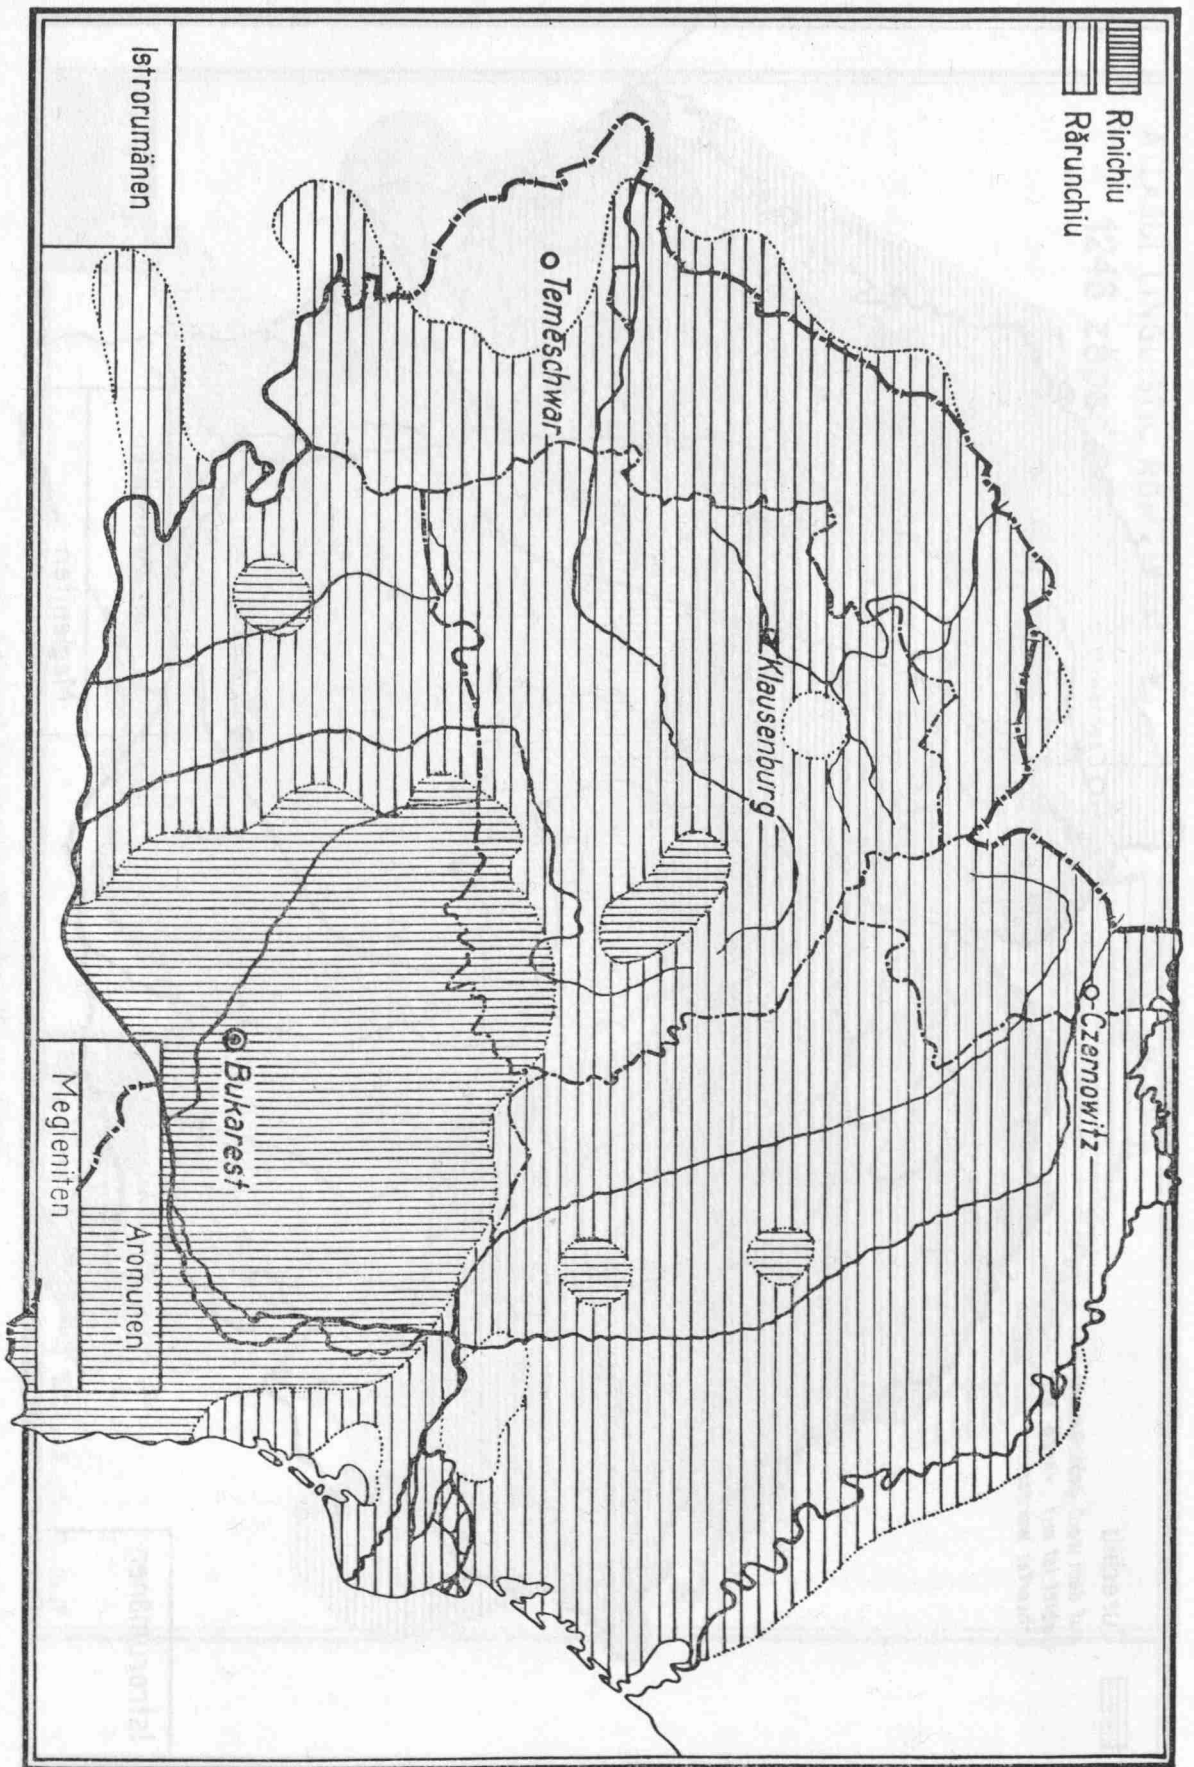 Rinichiu
Rărunchiu
Istrorumänen
Temeschwar
Klausenburg
Czernowitz
Bukarest
Aromunen
Megleniten